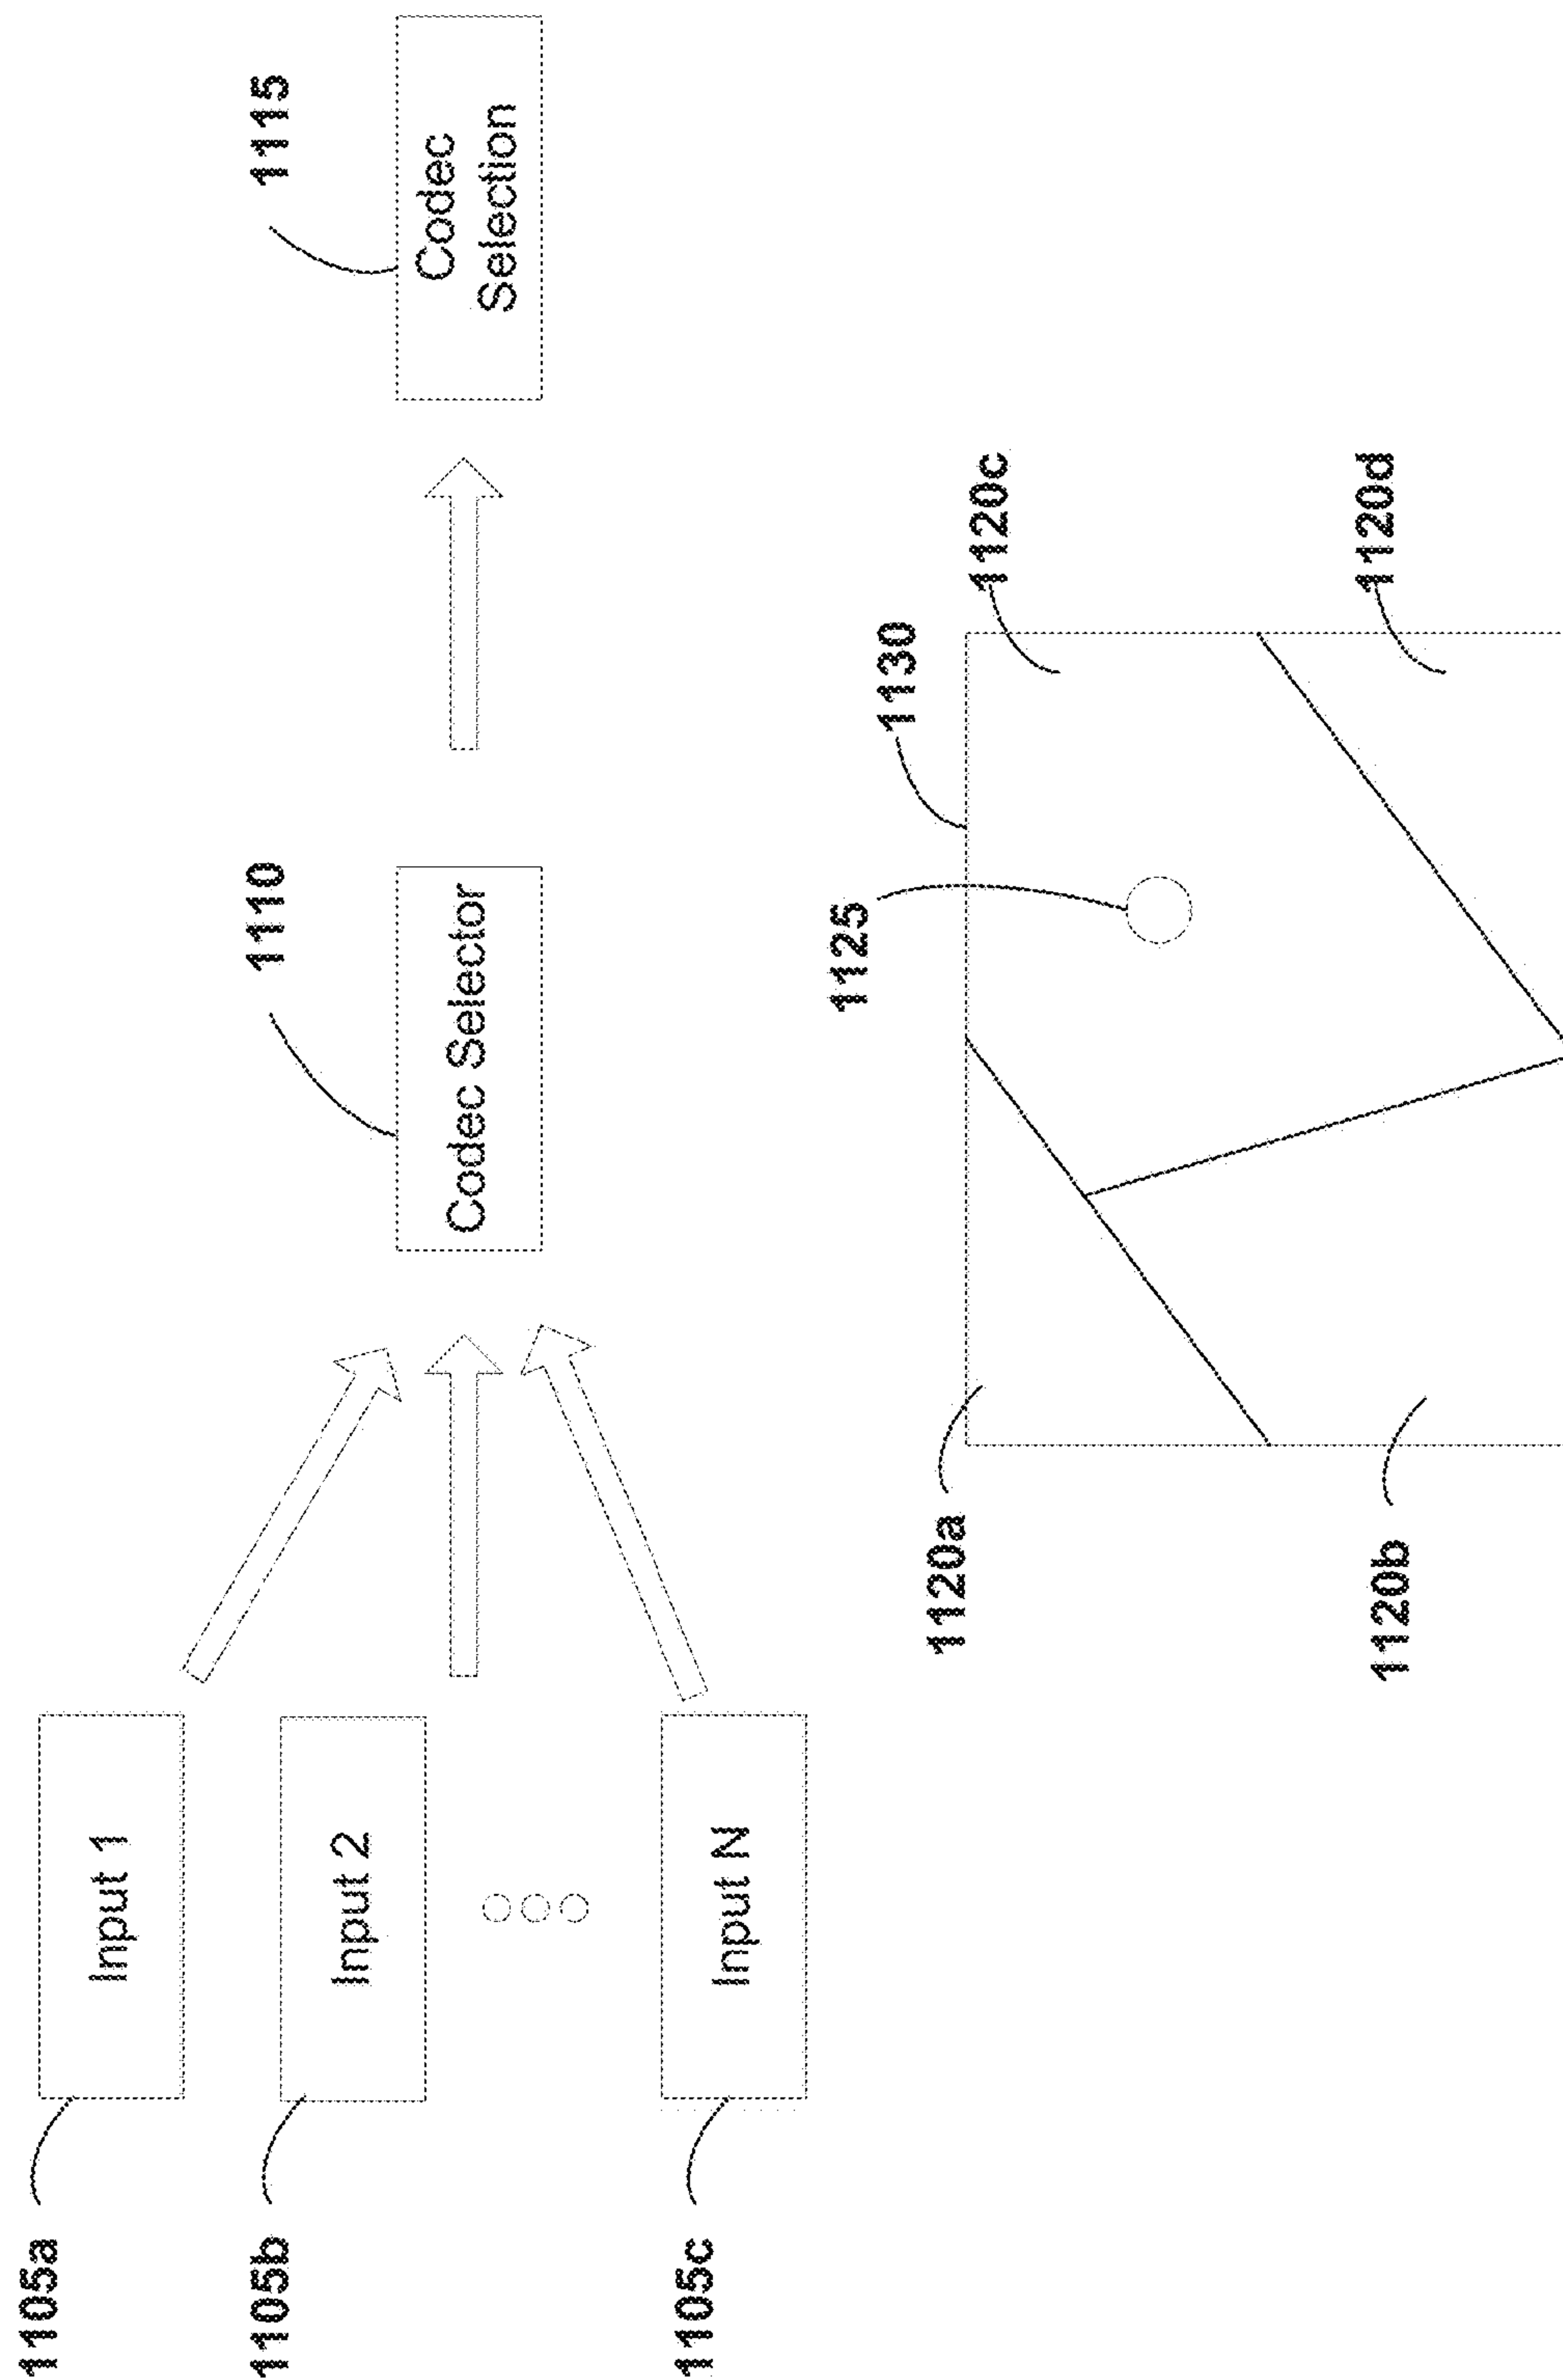 1105a
Input 1
1105b
Input 2
1105c
Input N
1110
Codec Selector
1115
Codec
Selection
1120a
1120b
1125
1130
1120c
1120d